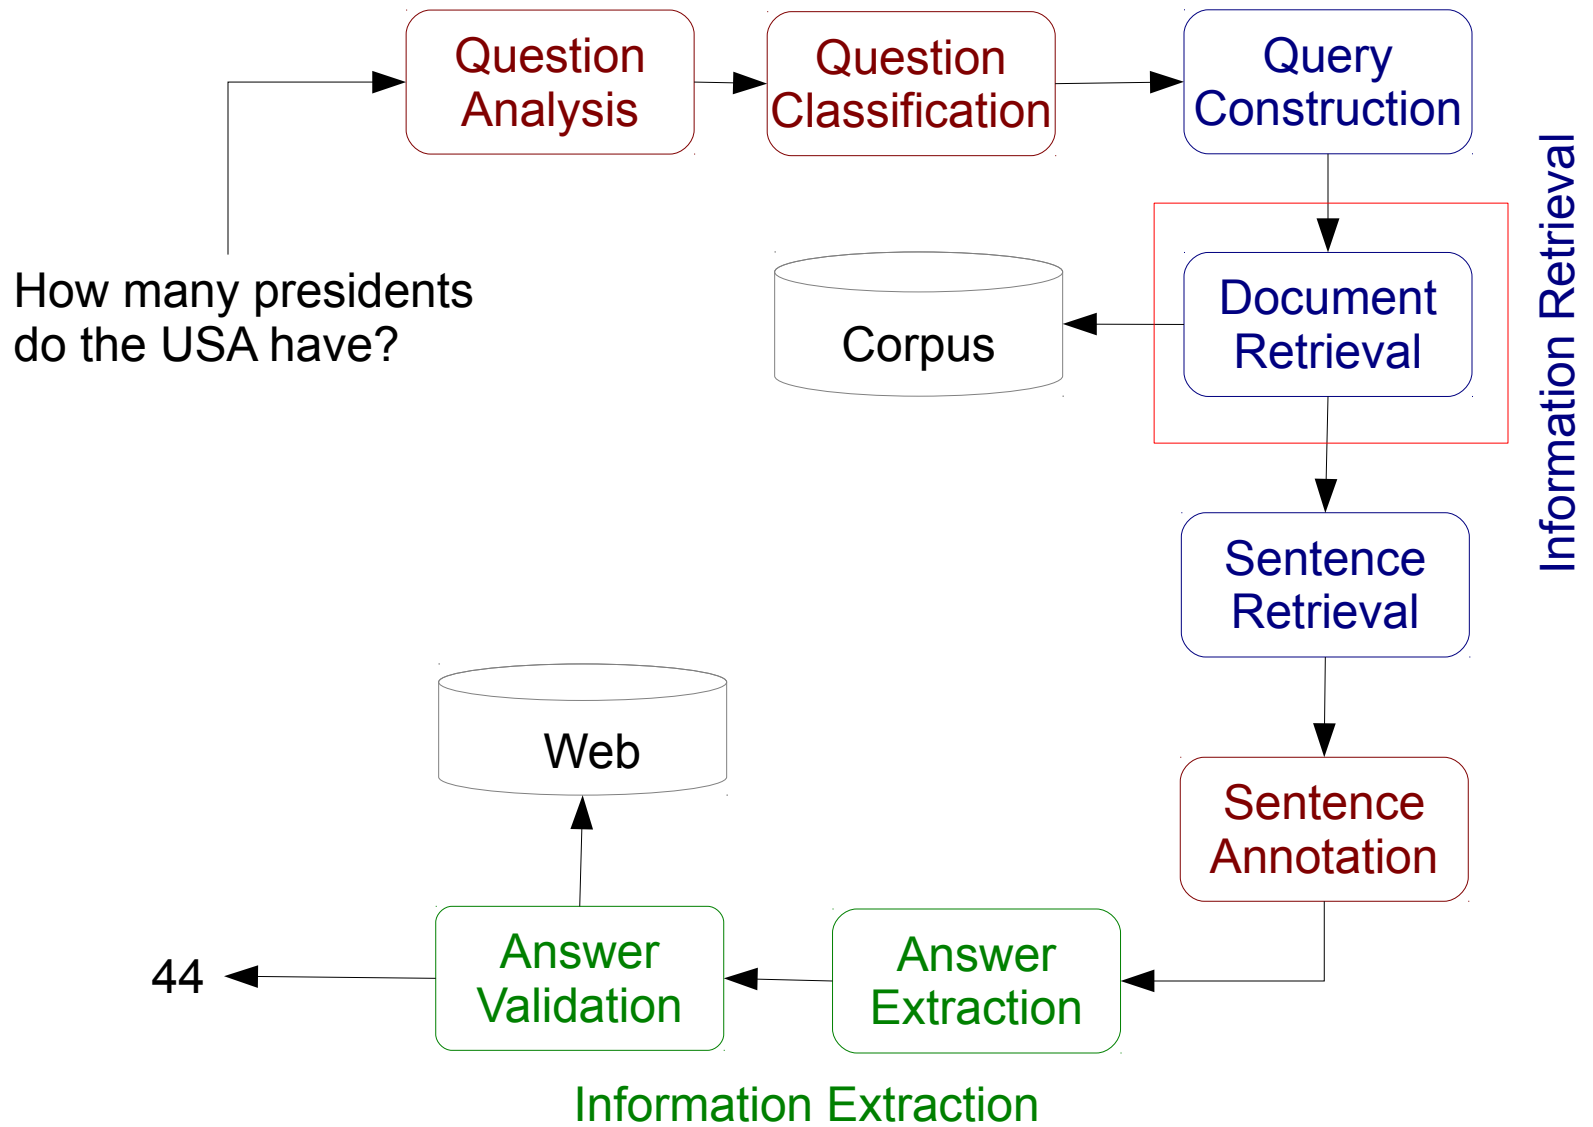 Question
Analysis
Question
Classification
Query
Construction
Information Retrieval
How many presidents
do the USA have?
Corpus
Document
Retrieval
Sentence
Retrieval
Web
Sentence
Annotation
44
Answer
Validation
Answer
Extraction
Information Extraction